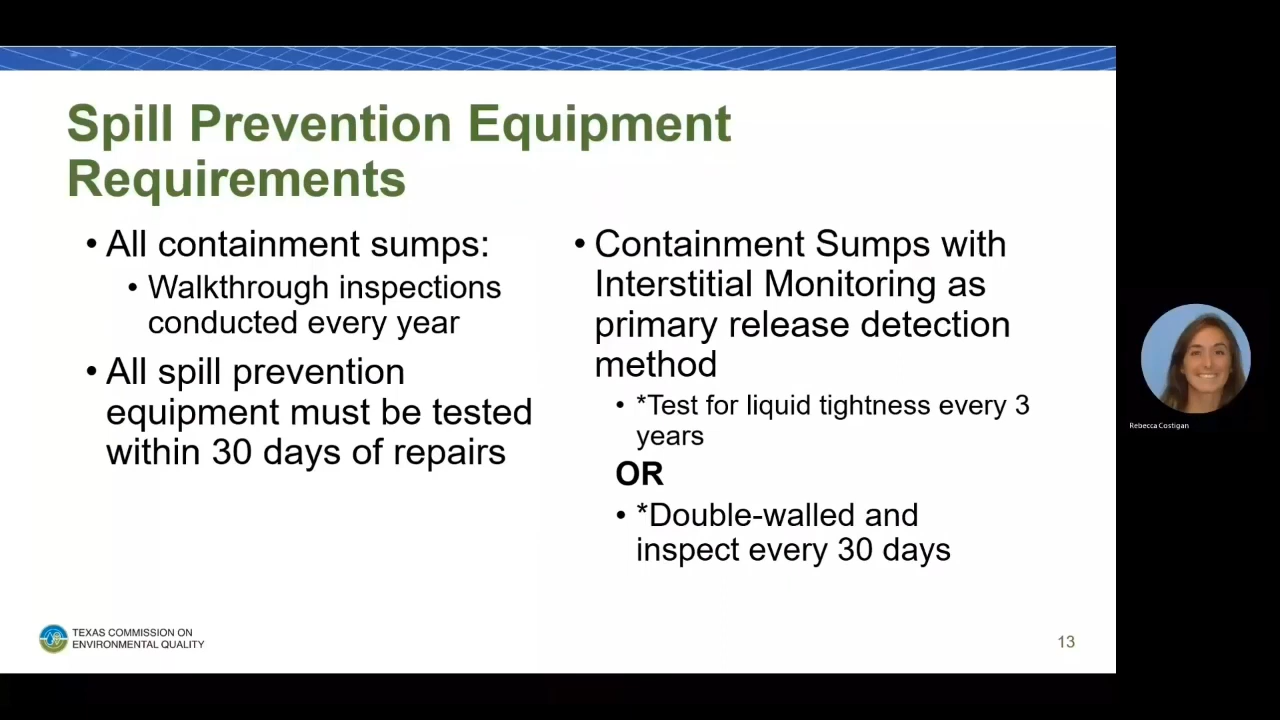 Spill Prevention Equipment
Requirements
• All containment sumps:
• Walkthrough inspections
conducted every year
• All spill prevention
equipment must be tested
within 30 days of repairs
• Containment Sumps with
Interstitial Monitoring as
primary release detection
method
• *Test for liquid tightness every 3
years
OR
• *Double-walled and
inspect every 30 days
TEXAS COMMISSION ON
ENVIRONMENTAL QUALITY
13
Rebecca Costigan